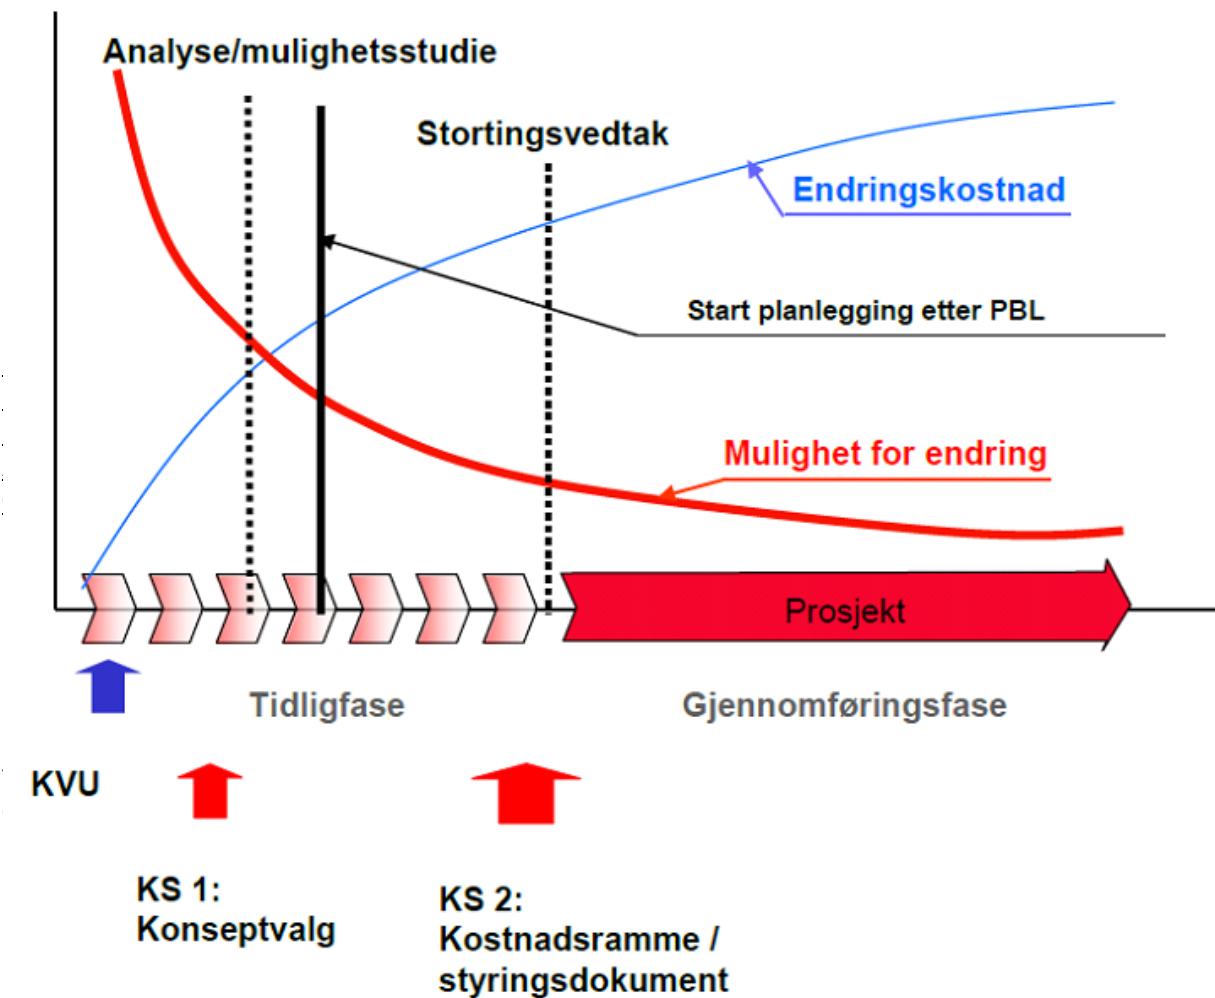 Analyse/mulighetsstudie
Stortingsvedtak
Endringskostnad
Start planlegging etter PBL
Mulighet for endring
Prosjekt
Tidligfase
Gjennomføringsfase
KVU
KS 1:
Konseptvalg
KS 2:
Kostnadsramme /
styringsdokument